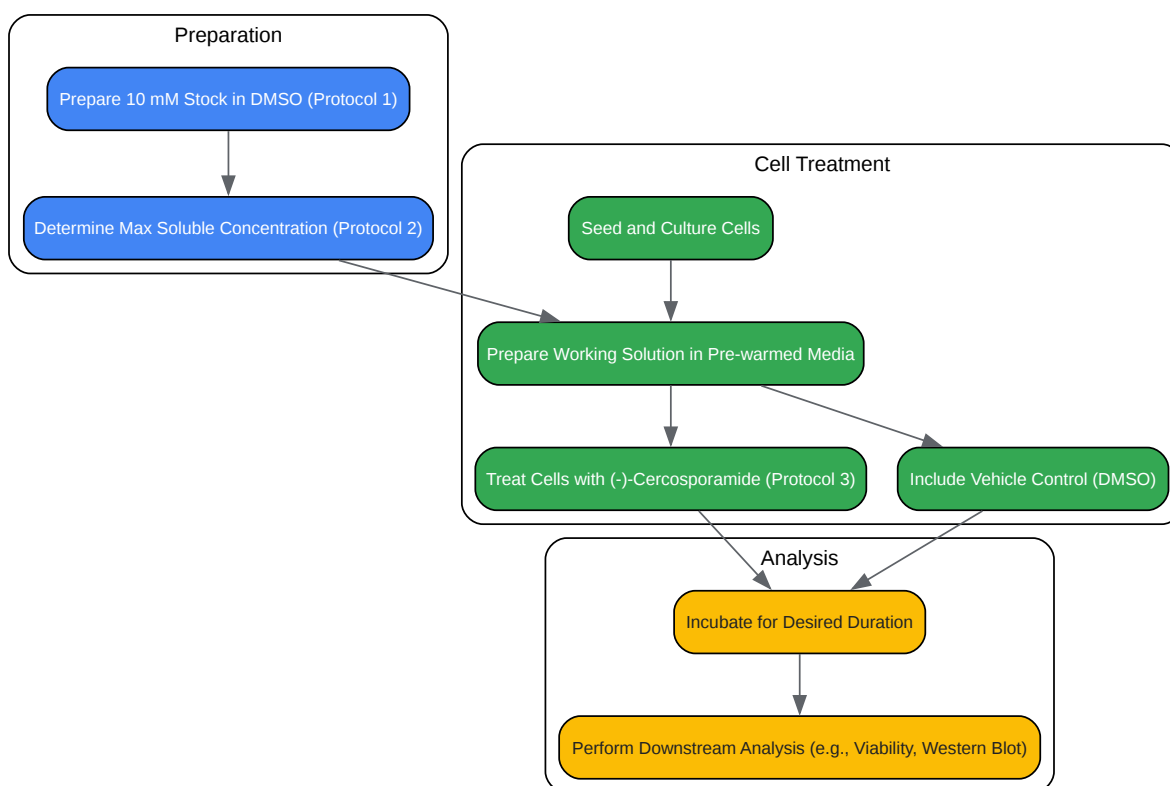 Preparation
Prepare 10 mM Stock in DMSO (Protocol 1)
Determine Max Soluble Concentration (Protocol 2)
Cell Treatment
Seed and Culture Cells
Prepare Working Solution in Pre-warmed Media
Treat Cells with (-)-Cercosporamide (Protocol 3)
Include Vehicle Control (DMSO)
Analysis
Incubate for Desired Duration
Perform Downstream Analysis (e.g., Viability, Western Blot)